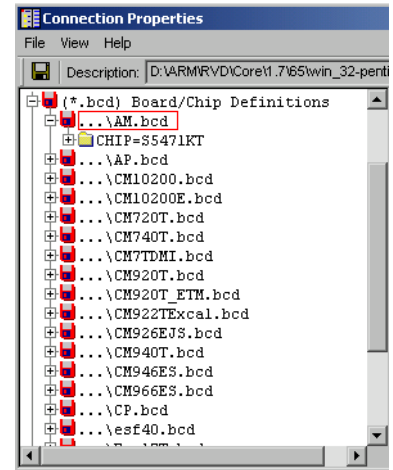 Connection Properties
File View Help
Description: D:\ARM\RVD\Core\1.7\65\win_32-penti
(*.bcd) Board/Chip Definitions
...\AM.bcd
CHIP=S5471KT
...\AP.bcd
...\CM10200.bcd
...\CM10200E.bcd
...\CM720T.bcd
...\CM740T.bcd
...\CM7TDMI.bcd
...\CM920T.bcd
...\CM920T_ETM.bcd
...\CM922TExcal.bcd
...\CM926EJS.bcd
...\CM940T.bcd
...\CM946ES.bcd
...\CM966ES.bcd
...\CP.bcd
...\esf40.bcd